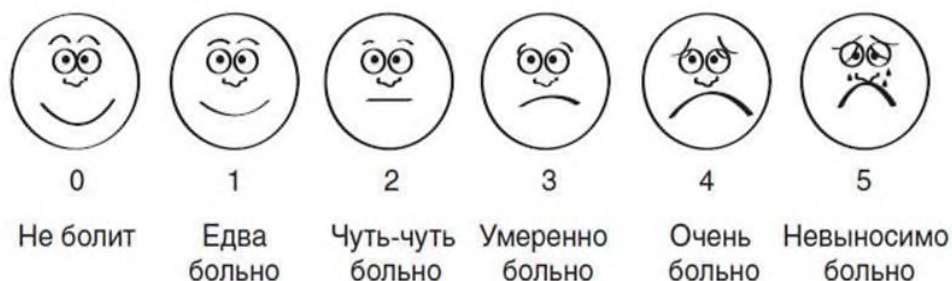 0 1 2 3 4 5
Не болит Едва Чуть-чуть Умеренно Очень Невыносимо
больно больно больно больно больно